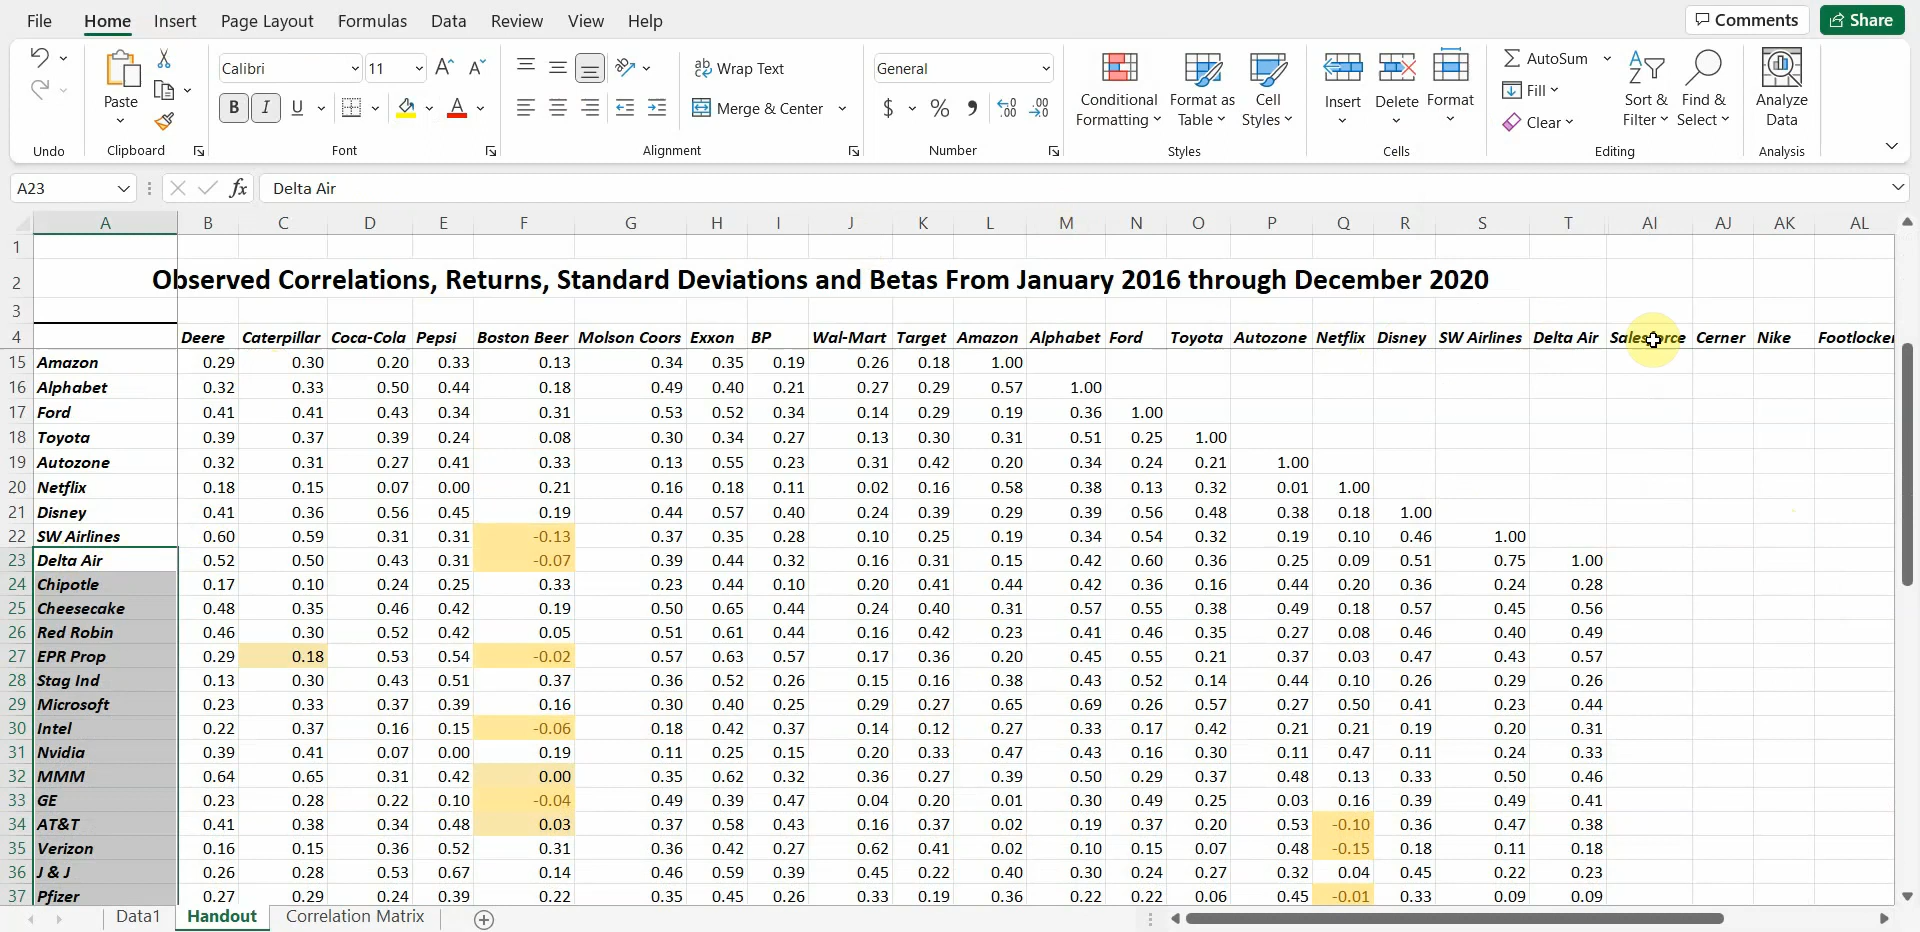 File Home Insert Page Layout Formulas Data Review View Help Comments Share
Paste Calibri 11 Wrap Text General Conditional Formatting Format as Table Cell Styles Insert Delete Format AutoSum Fill Clear Sort & Filter Find & Select Analyze Data
B I U A Merge & Center $ % 9
Undo Clipboard Font Alignment Number Styles Cells Editing Analysis
A23 fx Delta Air
A B C D E F G H I J K L M N O P Q R S T AI AJ AK AL
1
2 Observed Correlations, Returns, Standard Deviations and Betas From January 2016 through December 2020
3
4 Deere Caterpillar Coca-Cola Pepsi Boston Beer Molson Coors Exxon BP Wal-Mart Target Amazon Alphabet Ford Toyota Autozone Netflix Disney SW Airlines Delta Air Salesforce Cerner Nike Footlocker
15 Amazon 0.29 0.30 0.20 0.33 0.13 0.34 0.35 0.19 0.26 0.18 1.00
16 Alphabet 0.32 0.33 0.50 0.44 0.18 0.49 0.40 0.21 0.27 0.29 0.57 1.00
17 Ford 0.41 0.41 0.43 0.34 0.31 0.53 0.52 0.34 0.14 0.29 0.19 0.36 1.00
18 Toyota 0.39 0.37 0.39 0.24 0.08 0.30 0.34 0.27 0.13 0.30 0.31 0.51 0.25 1.00
19 Autozone 0.32 0.31 0.27 0.41 0.33 0.13 0.55 0.23 0.31 0.42 0.20 0.34 0.24 0.21 1.00
20 Netflix 0.18 0.15 0.07 0.00 0.21 0.16 0.18 0.11 0.02 0.16 0.58 0.38 0.13 0.32 0.01 1.00
21 Disney 0.41 0.36 0.56 0.45 0.19 0.44 0.57 0.40 0.24 0.39 0.29 0.39 0.56 0.48 0.38 0.18 1.00
22 SW Airlines 0.60 0.59 0.31 0.31 -0.13 0.37 0.35 0.28 0.10 0.25 0.19 0.34 0.54 0.32 0.19 0.10 0.46 1.00
23 Delta Air 0.52 0.50 0.43 0.31 -0.07 0.39 0.44 0.32 0.16 0.31 0.15 0.42 0.60 0.36 0.25 0.09 0.51 0.75 1.00
24 Chipotle 0.17 0.10 0.24 0.25 0.33 0.23 0.44 0.10 0.20 0.41 0.44 0.42 0.36 0.16 0.44 0.20 0.36 0.24 0.28
25 Cheesecake 0.48 0.35 0.46 0.42 0.19 0.50 0.65 0.44 0.24 0.40 0.31 0.57 0.55 0.38 0.49 0.18 0.57 0.45 0.56
26 Red Robin 0.46 0.30 0.52 0.42 0.05 0.51 0.61 0.44 0.16 0.42 0.23 0.41 0.46 0.35 0.27 0.08 0.46 0.40 0.49
27 EPR Prop 0.29 0.18 0.53 0.54 -0.02 0.57 0.63 0.57 0.17 0.36 0.20 0.45 0.55 0.21 0.37 0.03 0.47 0.43 0.57
28 Stag Ind 0.13 0.30 0.43 0.51 0.37 0.36 0.52 0.26 0.15 0.16 0.38 0.43 0.52 0.14 0.44 0.10 0.26 0.29 0.26
29 Microsoft 0.23 0.33 0.37 0.39 0.16 0.30 0.40 0.25 0.29 0.27 0.65 0.69 0.26 0.57 0.27 0.50 0.41 0.23 0.44
30 Intel 0.22 0.37 0.16 0.15 -0.06 0.18 0.42 0.37 0.14 0.12 0.27 0.33 0.17 0.42 0.21 0.21 0.19 0.20 0.31
31 Nvidia 0.39 0.41 0.07 0.00 0.19 0.11 0.25 0.15 0.20 0.33 0.47 0.43 0.16 0.30 0.11 0.47 0.11 0.24 0.33
32 MMM 0.64 0.65 0.31 0.42 0.00 0.35 0.62 0.32 0.36 0.27 0.39 0.50 0.29 0.37 0.48 0.13 0.33 0.50 0.46
33 GE 0.23 0.28 0.22 0.10 -0.04 0.49 0.39 0.47 0.04 0.20 0.01 0.30 0.49 0.25 0.03 0.16 0.39 0.49 0.41
34 AT&T 0.41 0.38 0.34 0.48 0.03 0.37 0.58 0.43 0.16 0.37 0.02 0.19 0.37 0.20 0.53 -0.10 0.36 0.47 0.38
35 Verizon 0.16 0.15 0.36 0.52 0.31 0.36 0.42 0.27 0.62 0.41 0.02 0.10 0.15 0.07 0.48 -0.15 0.18 0.11 0.18
36 J & J 0.26 0.28 0.53 0.67 0.14 0.46 0.59 0.39 0.45 0.22 0.40 0.30 0.24 0.27 0.32 0.04 0.45 0.22 0.23
37 Pfizer 0.27 0.29 0.24 0.39 0.22 0.35 0.45 0.26 0.33 0.19 0.36 0.22 0.22 0.06 0.45 -0.01 0.33 0.09 0.09
Data1 Handout Correlation Matrix